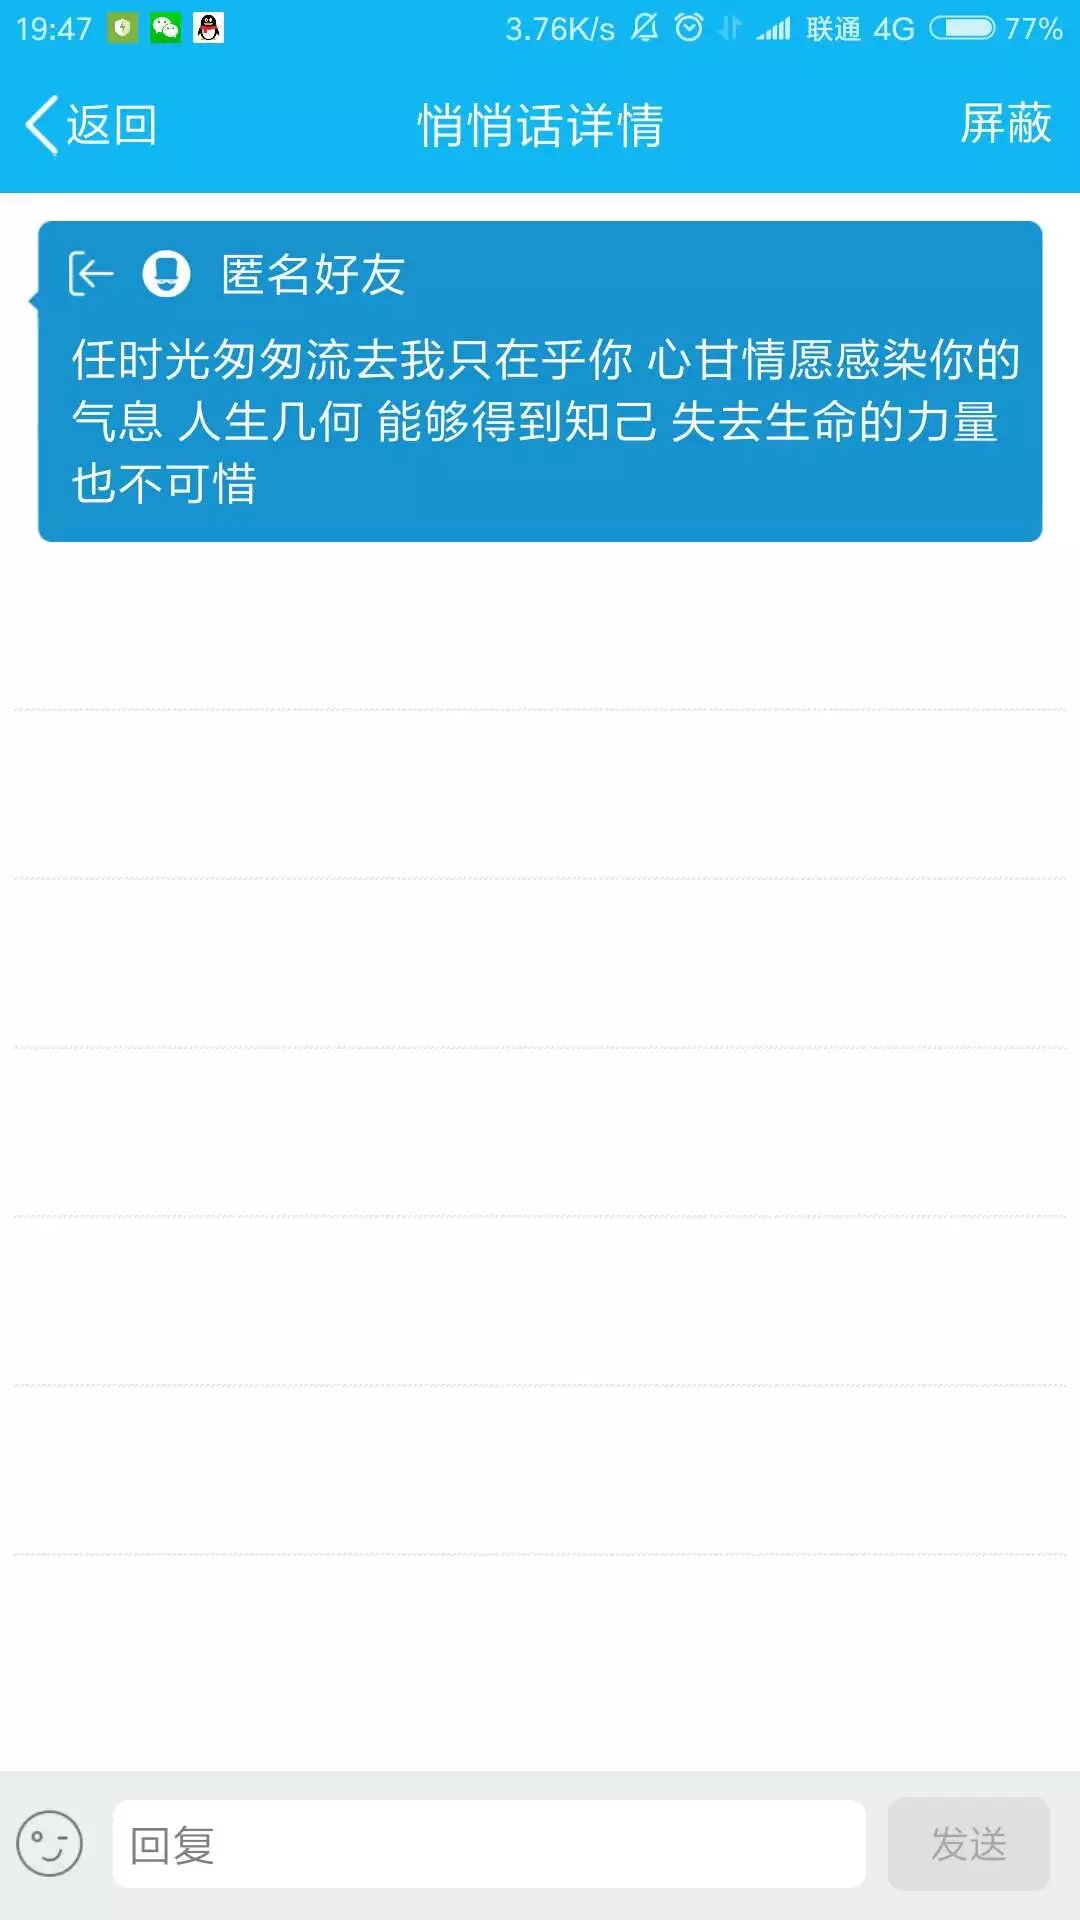 19:47 3.76K/s 联通 4G 77%
返回 悄悄话详情 屏蔽
匿名好友
任时光匆匆流去我只在乎你 心甘情愿感染你的
气息 人生几何 能够得到知己 失去生命的力量
也不可惜
回复 发送